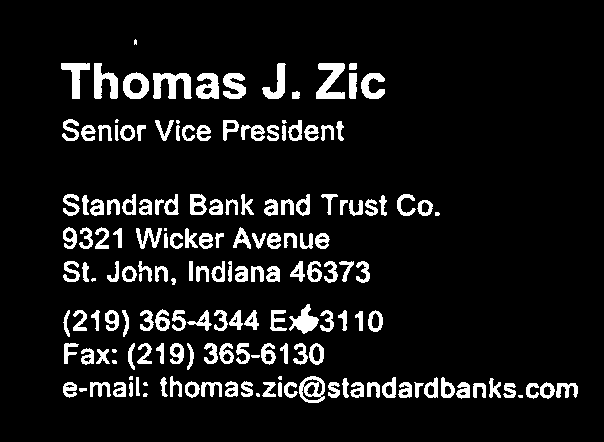 Thomas J. Zic
Senior Vice President
Standard Bank and Trust Co.
9321 Wicker Avenue
St. John, Indiana 46373
(219) 365-4344 3110
Fax: (219) 365-6130
e-mail: thomas.zic@standardbanks.com